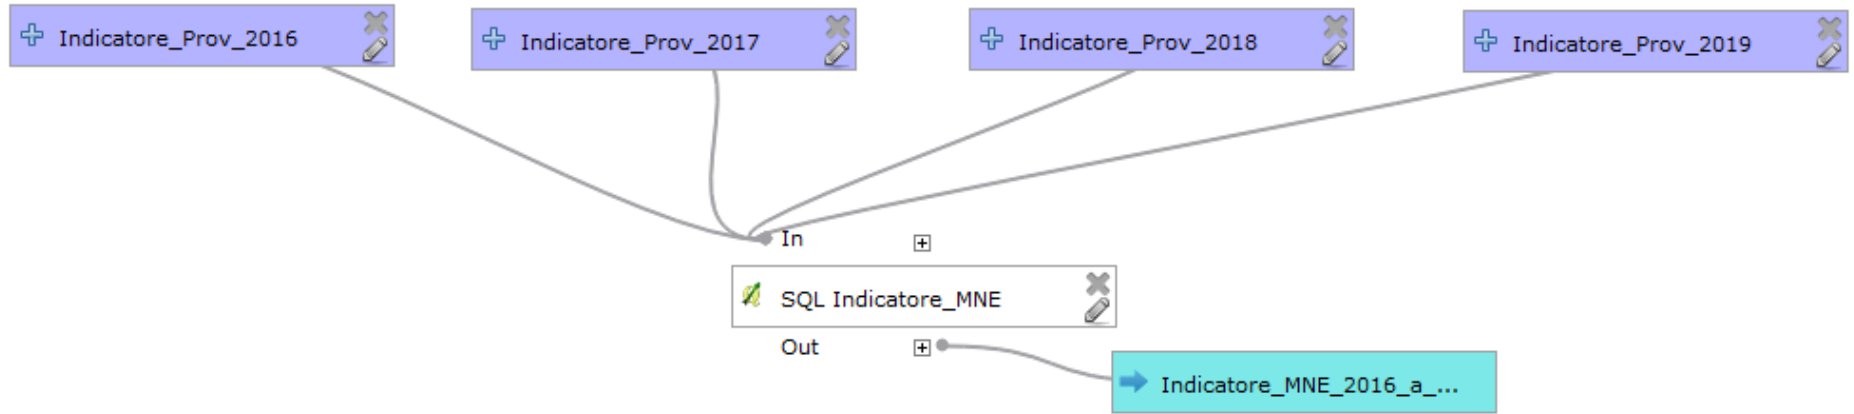 Indicatore_Prov_2016
Indicatore_Prov_2017
Indicatore_Prov_2018
Indicatore_Prov_2019
In
SQL Indicatore_MNE
Out
Indicatore_MNE_2016_a_...